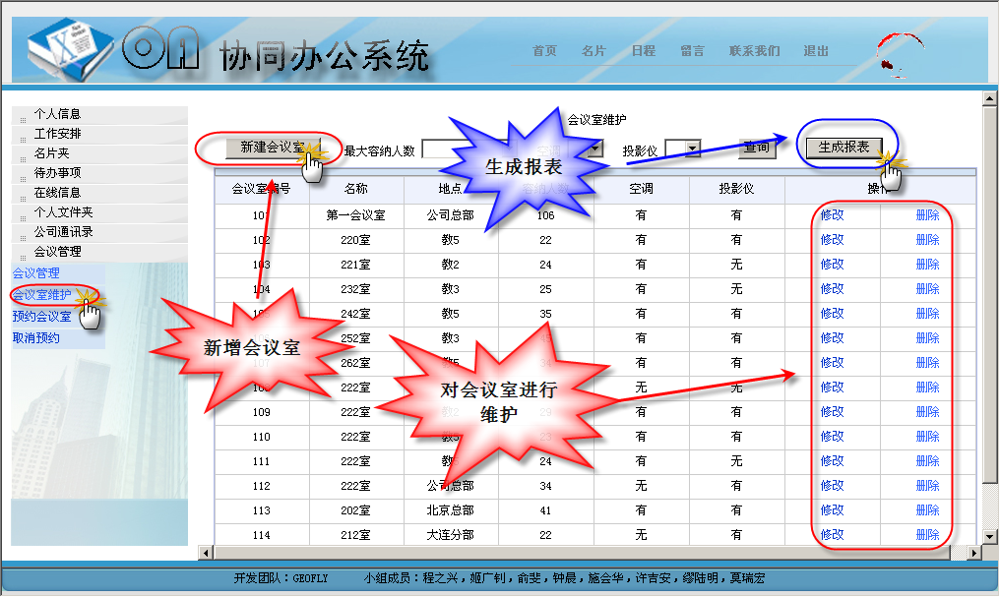 OA 协同办公系统
首页 名片 日程 留言 联系我们 退出
个人信息
工作安排
名片夹
待办事项
在线信息
个人文件夹
公司通讯录
会议管理
会议管理
会议室维护
预约会议室
取消预约
会议室维护
新建会议室 最大容纳人数 空调 投影仪 查询 生成报表
会议室编号 名称 地点 容纳人数 空调 投影仪 操作
101 第一会议室 公司总部 106 有 有 修改 删除
102 220室 教5 22 有 有 修改 删除
103 221室 教2 24 有 无 修改 删除
104 232室 教3 25 有 有 修改 删除
242室 教5 35 有 有 修改 删除
252室 教3 有 有 修改 删除
107 262室 教5 有 有 修改 删除
108 222室 无 无 修改 删除
109 222室 教2 29 有 有 修改 删除
110 222室 教3 23 有 有 修改 删除
111 222室 教 24 有 无 修改 删除
112 222室 公司总部 34 无 有 修改 删除
113 202室 北京总部 41 有 有 修改 删除
114 212室 大连分部 22 无 有 修改 删除
生成报表
新增会议室
对会议室进行
维护
开发团队：GEOFLY 小组成员：程之兴，姬广钊，俞斐，钟晨，施会华，许吉安，缪陆明，莫瑞宏